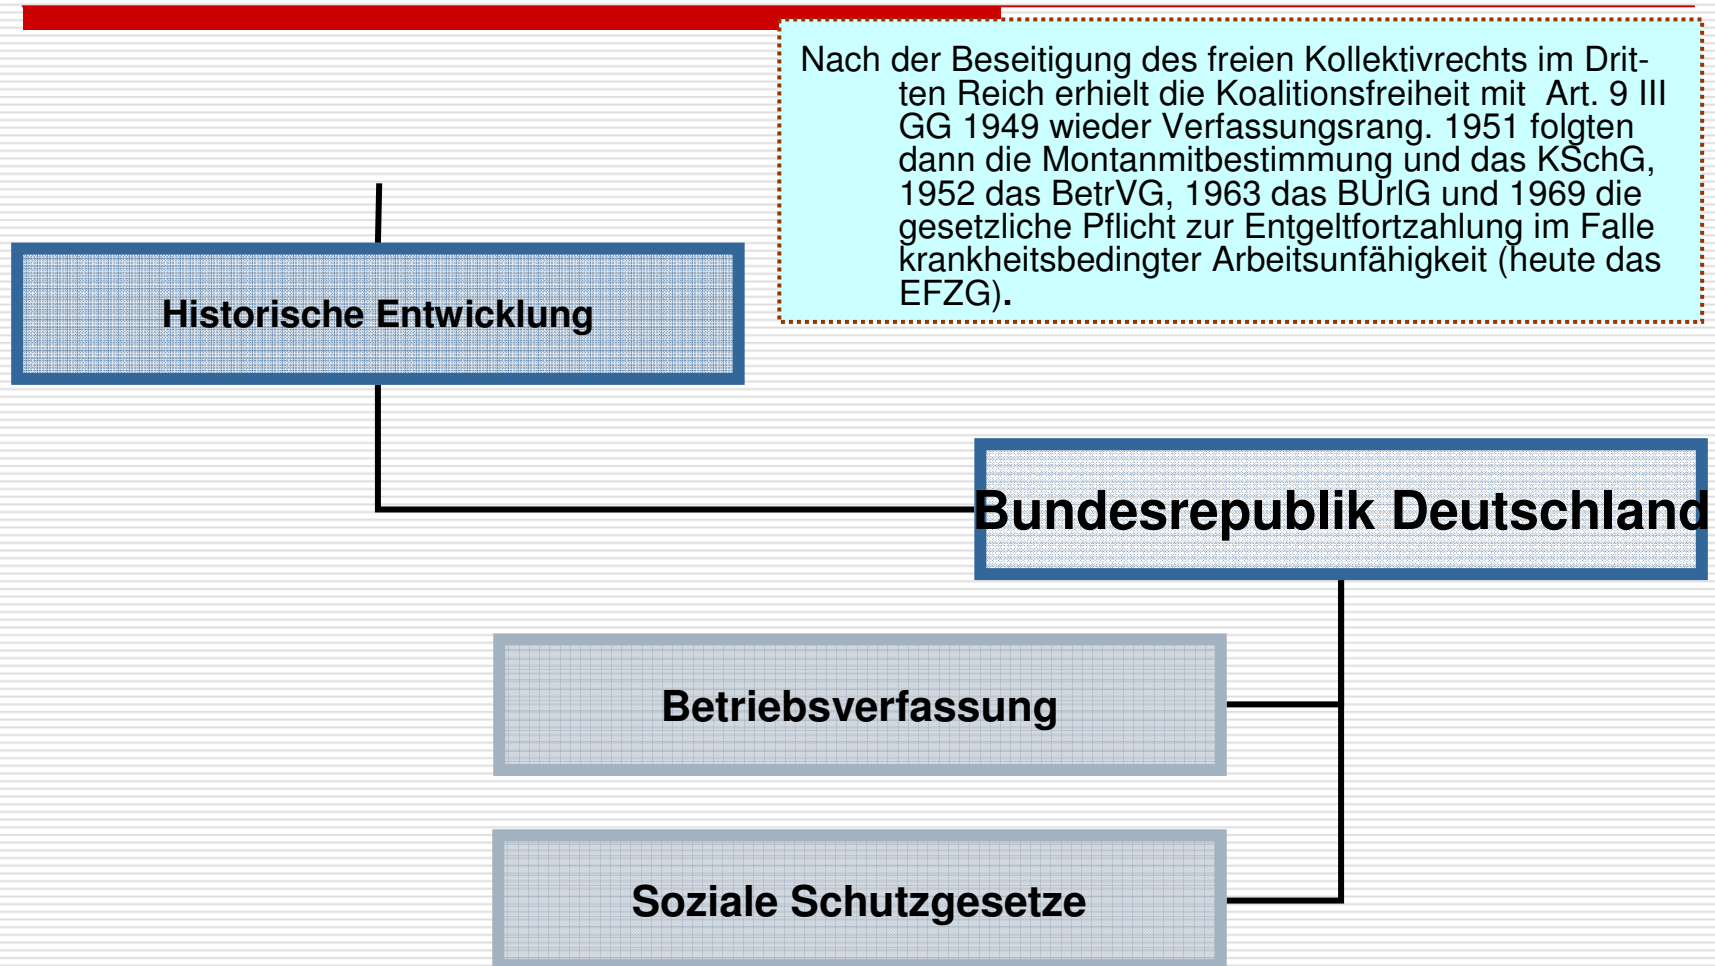 Nach der Beseitigung des freien Kollektivrechts im Drit-
ten Reich erhielt die Koalitionsfreiheit mit  Art. 9 III
GG 1949 wieder Verfassungsrang. 1951 folgten
dann die Montanmitbestimmung und das KSchG,
1952 das BetrVG, 1963 das BUrlG und 1969 die
gesetzliche Pflicht zur Entgeltfortzahlung im Falle
krankheitsbedingter Arbeitsunfähigkeit (heute das
EFZG).
Historische Entwicklung
Bundesrepublik Deutschland
Betriebsverfassung
Soziale Schutzgesetze